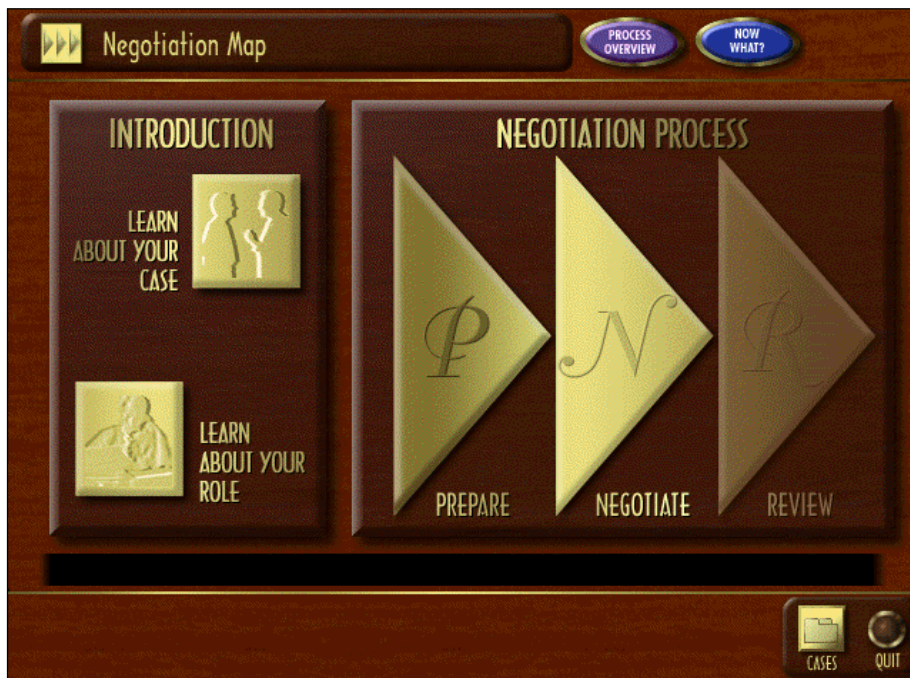 Negotiation Map
PROCESS
OVERVIEW
NOW
WHAT?
INTRODUCTION
LEARN
ABOUT YOUR
CASE
LEARN
ABOUT YOUR
ROLE
NEGOTIATION PROCESS
P
N
R
PREPARE
NEGOTIATE
REVIEW
CASES
QUIT